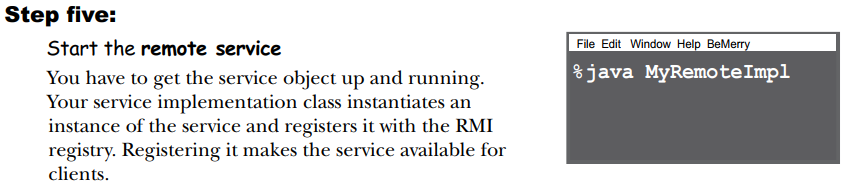 Step five:
Start the remote service
You have to get the service object up and running.
Your service implementation class instantiates an
instance of the service and registers it with the RMI
registry. Registering it makes the service available for
clients.
File Edit Window Help BeMerry
%java MyRemoteImpl